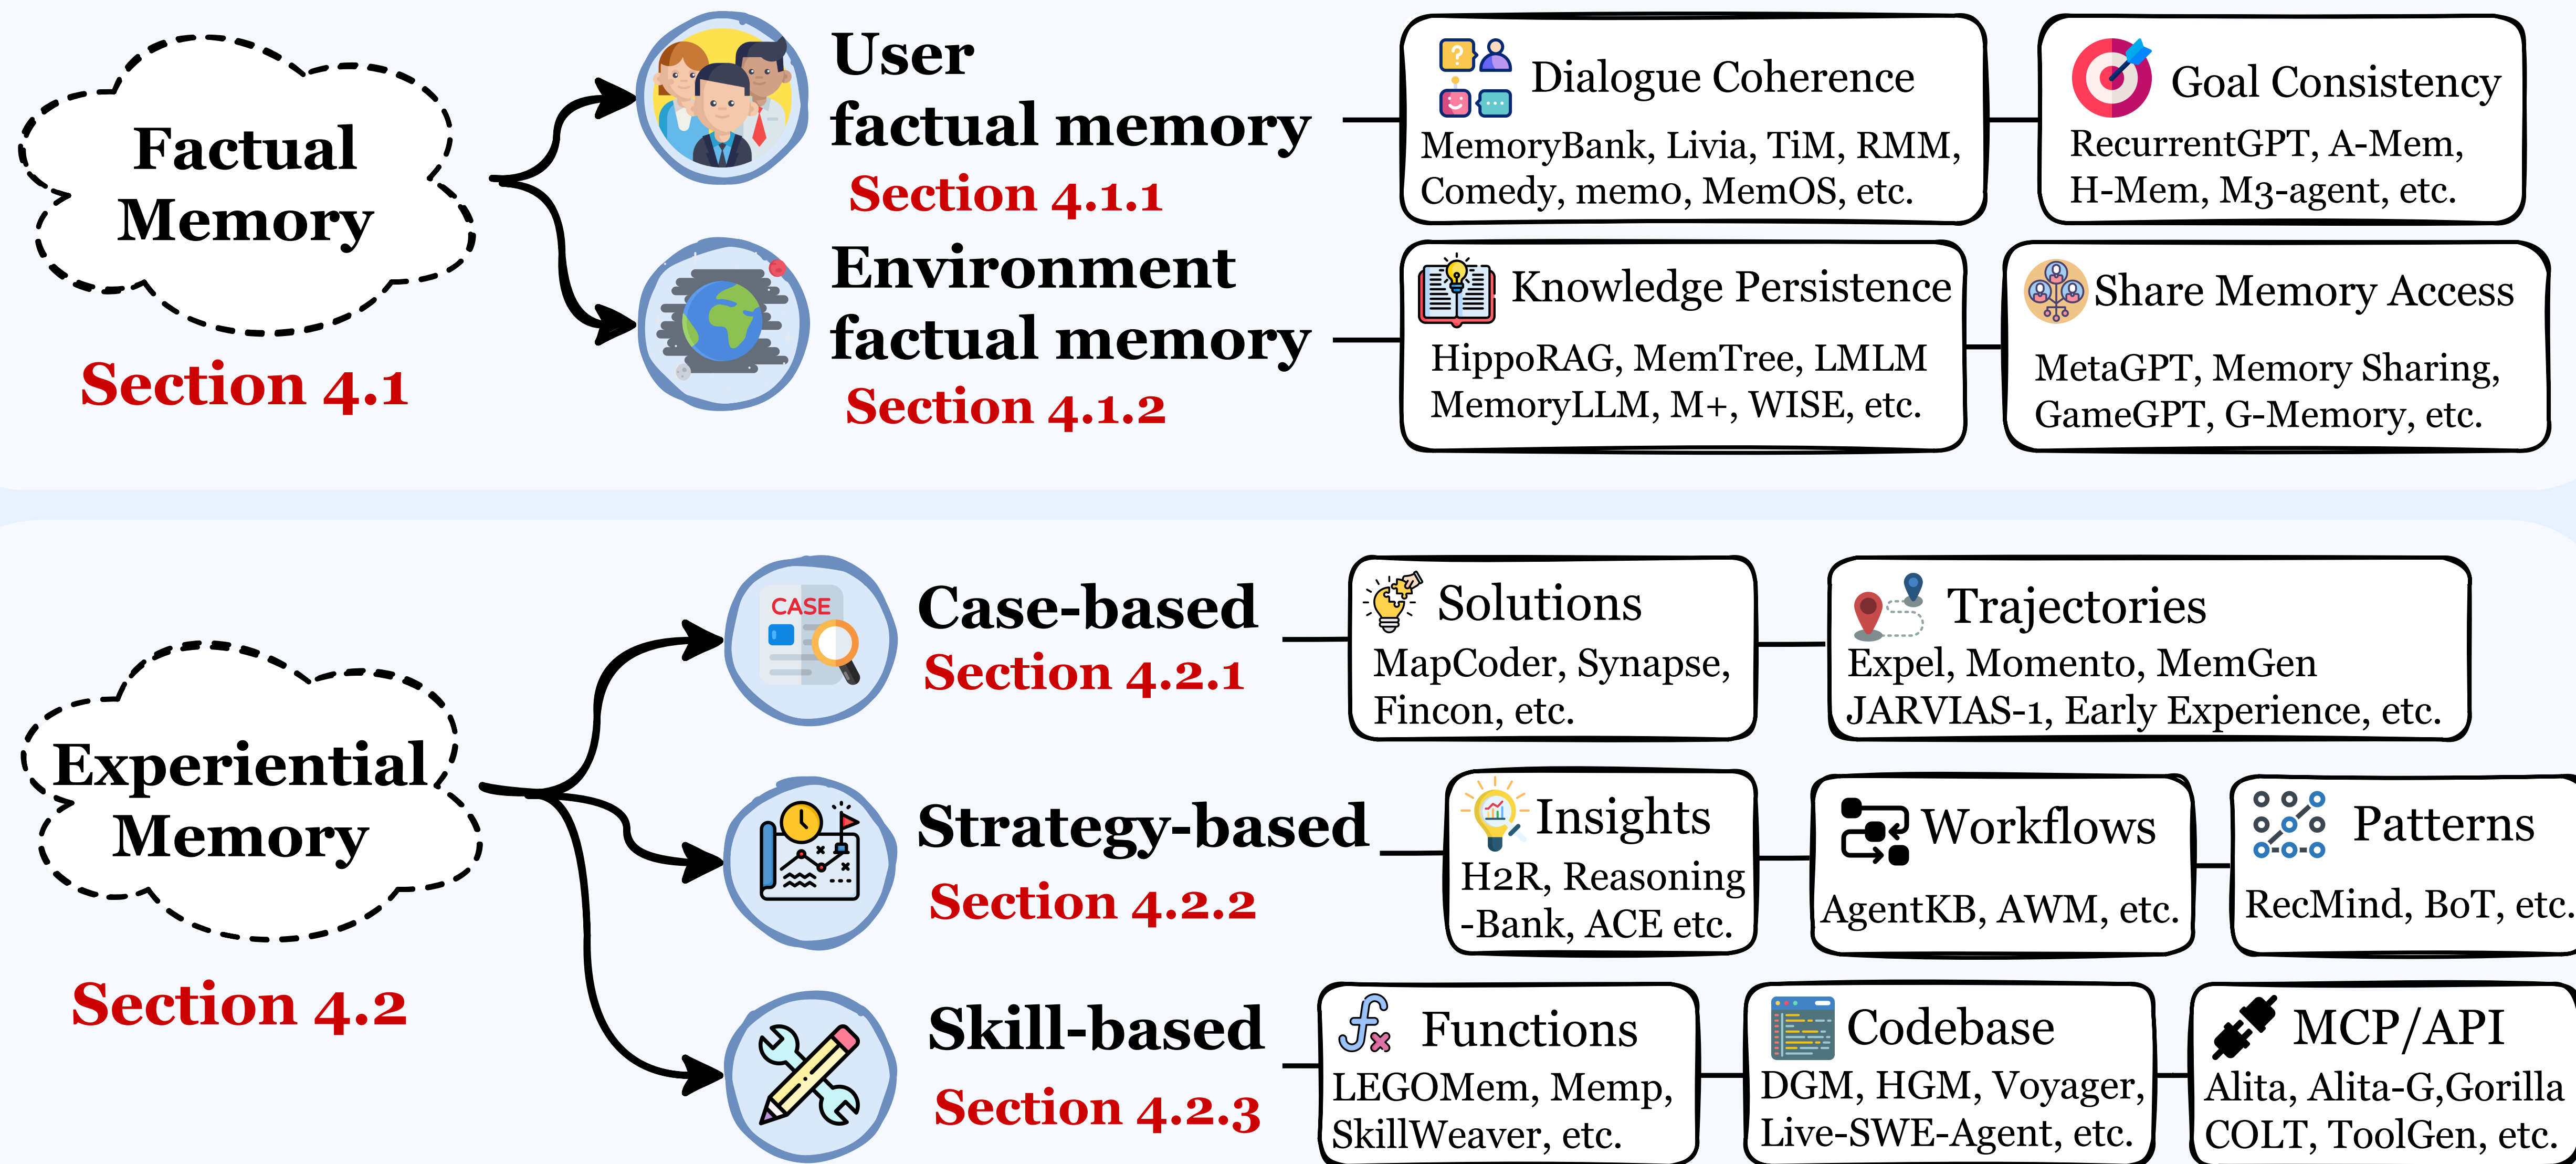 Factual
Memory
Section 4.1
User
factual memory
Section 4.1.1
Dialogue Coherence
MemoryBank, Livia, TiM, RMM,
Comedy, mem0, MemOS, etc.
Goal Consistency
RecurrentGPT, A-Mem,
H-Mem, M3-agent, etc.
Environment
factual memory
Section 4.1.2
Knowledge Persistence
HippoRAG, MemTree, LMLM
MemoryLLM, M+, WISE, etc.
Share Memory Access
MetaGPT, Memory Sharing,
GameGPT, G-Memory, etc.
Experiential
Memory
Section 4.2
CASE
Case-based
Section 4.2.1
Solutions
MapCoder, Synapse,
Fincon, etc.
Trajectories
Expel, Momento, MemGen
JARVIAS-1, Early Experience, etc.
Strategy-based
Section 4.2.2
Insights
H2R, Reasoning
-Bank, ACE etc.
Workflows
AgentKB, AWM, etc.
Patterns
RecMind, BoT, etc.
Skill-based
Section 4.2.3
Functions
LEGOMem, Memp,
SkillWeaver, etc.
Codebase
DGM, HGM, Voyager,
Live-SWE-Agent, etc.
MCP/API
Alita, Alita-G,Gorilla
COLT, ToolGen, etc.